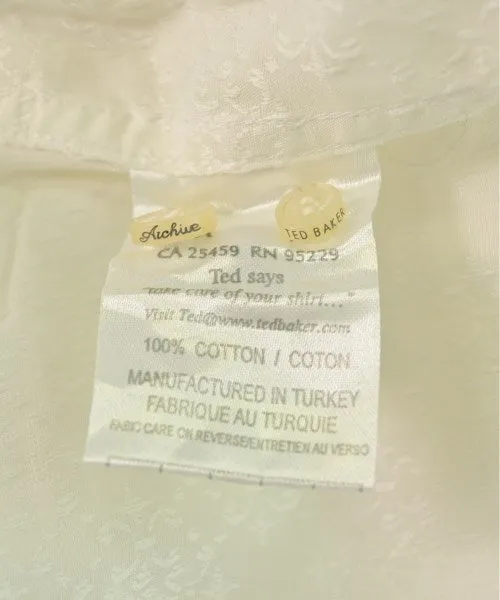 Archive
TED BAKER
CA 25459 RN 95229
Ted says
"take care of your shirt..."
Visit Ted@www.tedbaker.com
100% COTTON / COTON
MANUFACTURED IN TURKEY
FABRIQUE AU TURQUIE
FABIC CARE ON REVERSE/ENTRETIEN AU VERSO